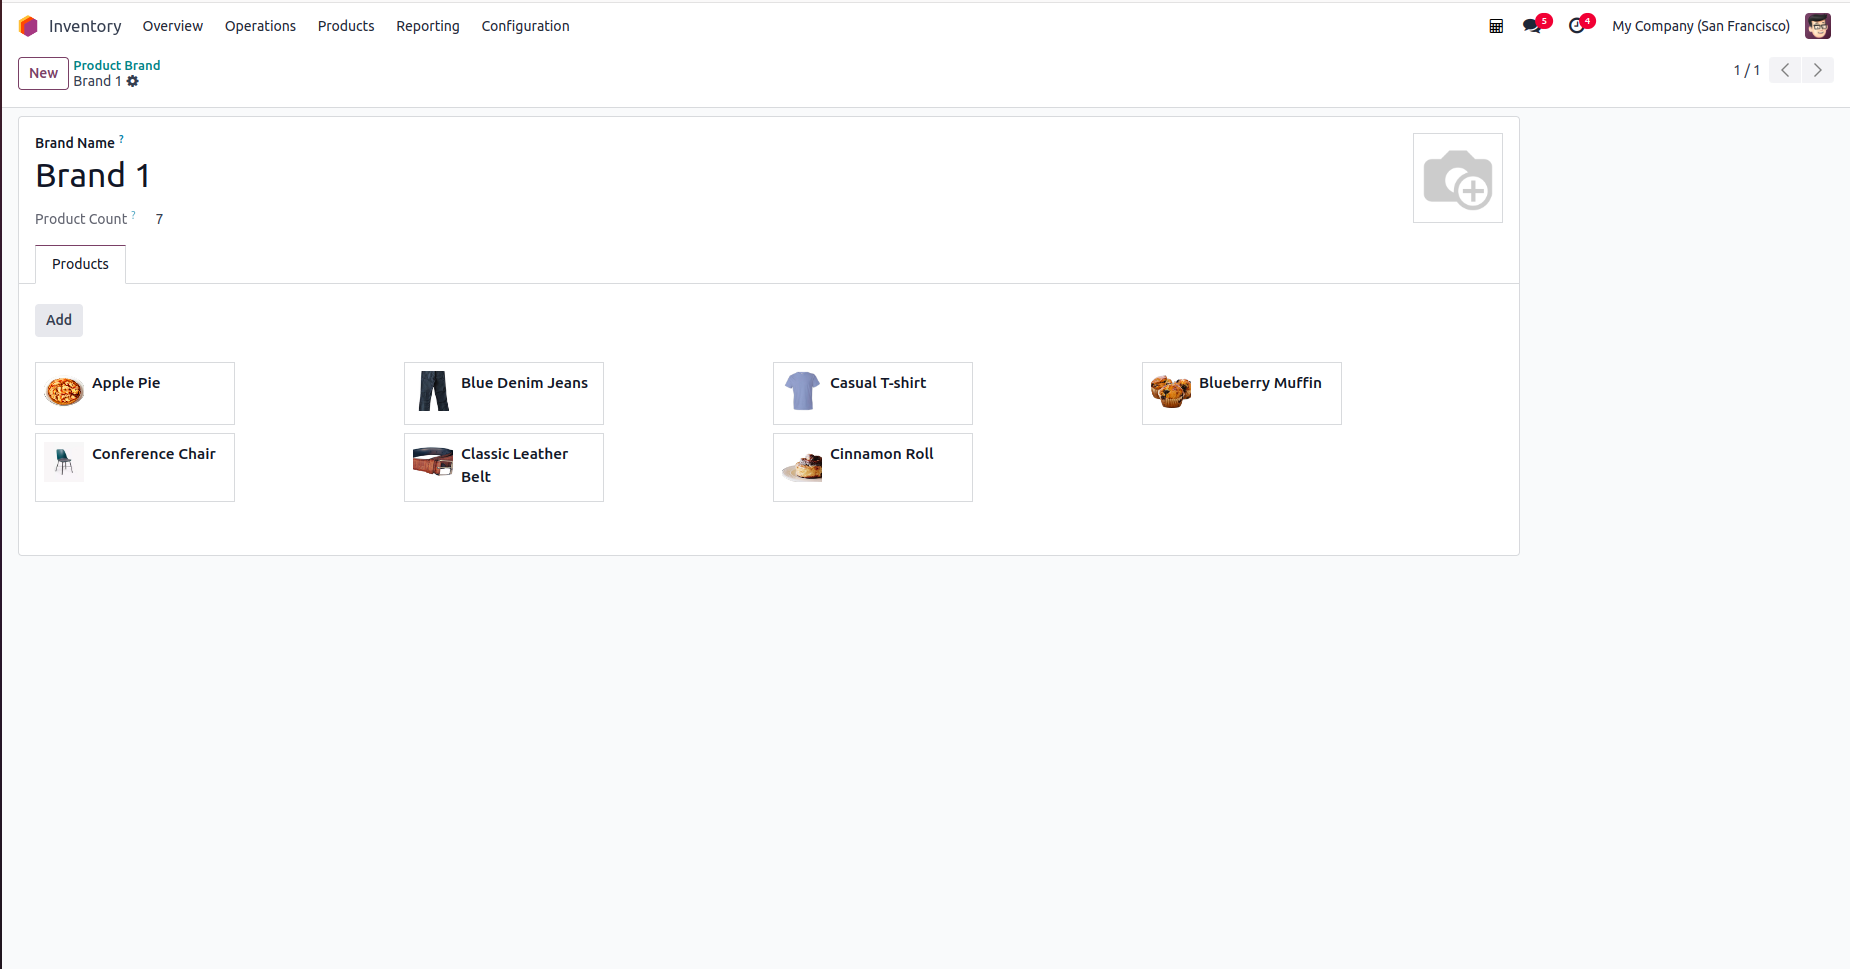 Inventory Overview Operations Products Reporting Configuration 5 4 My Company (San Francisco)
New Product Brand
Brand 1
1 / 1
Brand Name ?
Brand 1
Product Count ? 7
Products
Add
Apple Pie
Blue Denim Jeans
Casual T-shirt
Blueberry Muffin
Conference Chair
Classic Leather
Belt
Cinnamon Roll